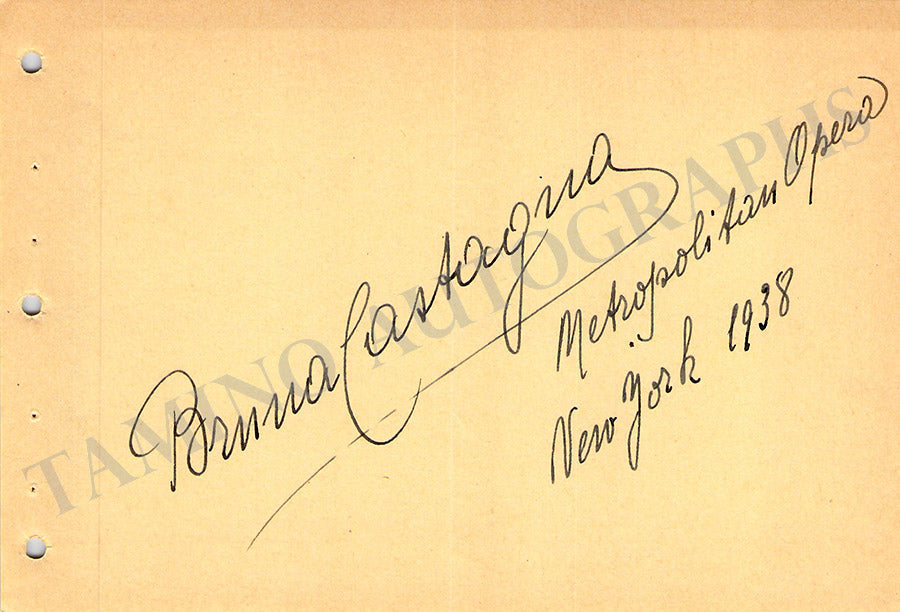 Bruna Castagna
Metropolitan Opera
New York 1938
TAMINO AUTOGRAPHS